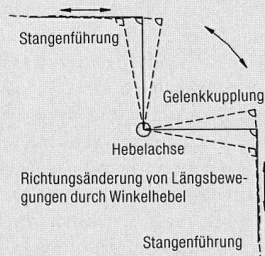 Stangenführung
Gelenkkupplung
Hebelachse
Richtungsänderung von Längsbewe-
gungen durch Winkelhebel
Stangenführung